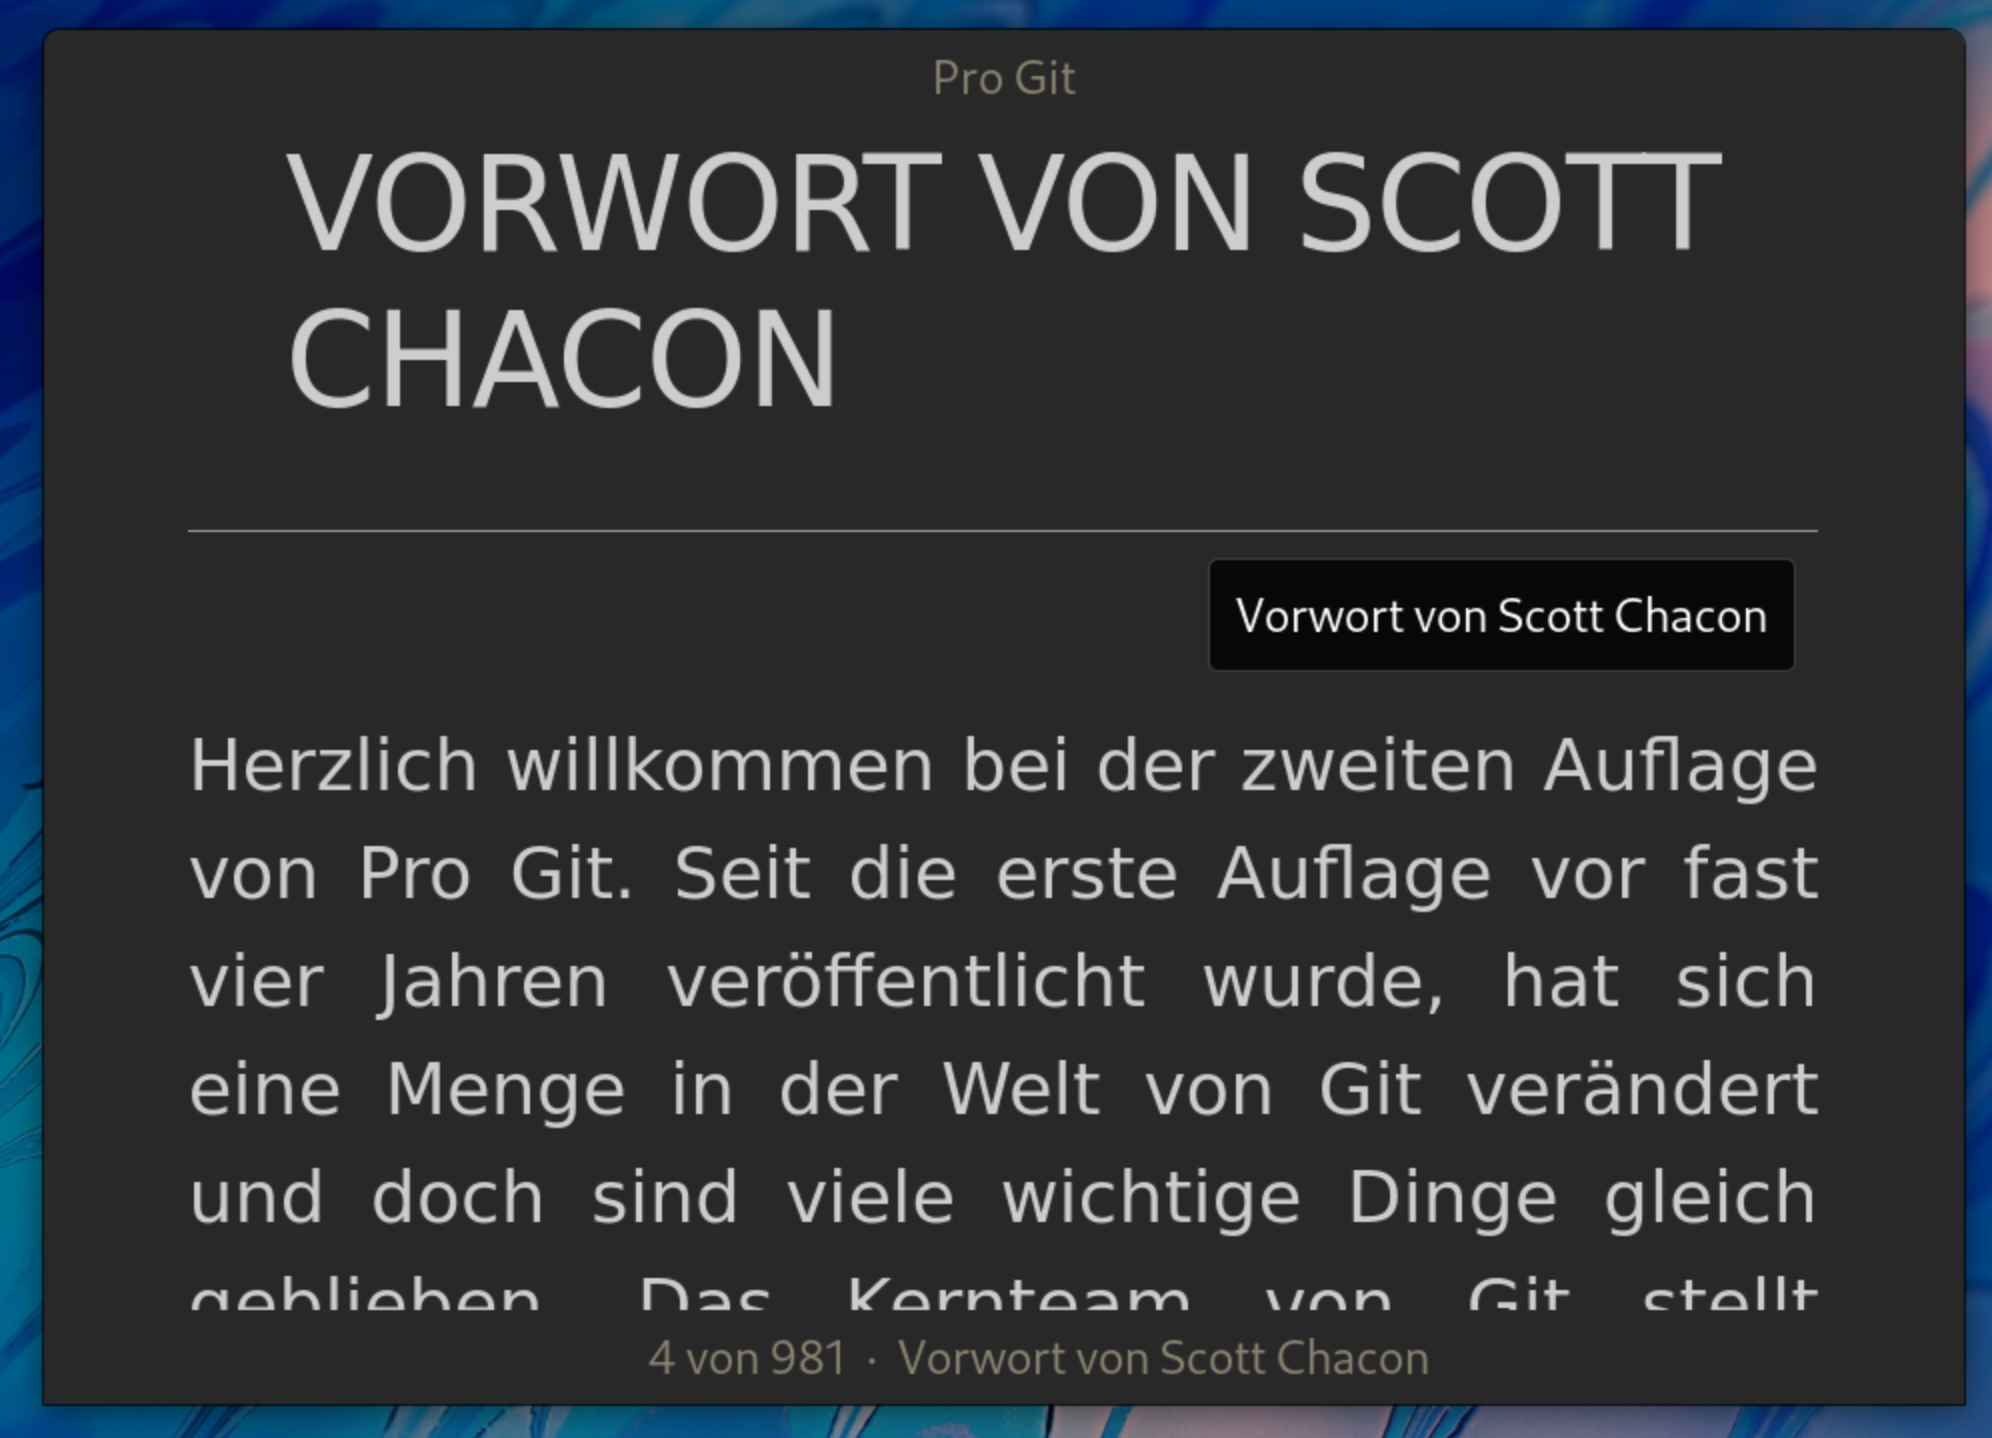 Pro Git
VORWORT VON SCOTT
CHACON
Vorwort von Scott Chacon
Herzlich willkommen bei der zweiten Auflage
von Pro Git. Seit die erste Auflage vor fast
vier Jahren veröffentlicht wurde, hat sich
eine Menge in der Welt von Git verändert
und doch sind viele wichtige Dinge gleich
geblieben. Das Kernteam von Git stellt
4 von 981 · Vorwort von Scott Chacon